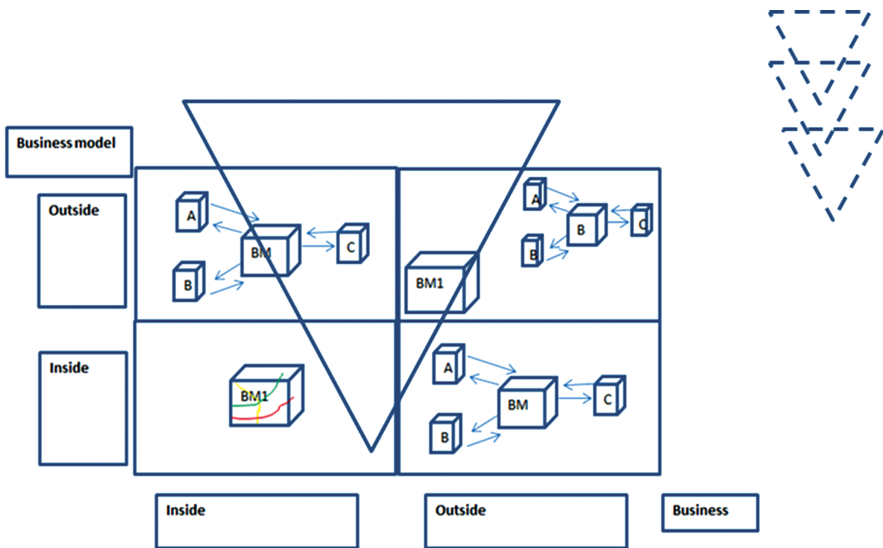 Business model
Outside
A
BM
C
B
A
B
C
B
BM1
Inside
BM1
A
BM
C
B
Inside
Outside
Business